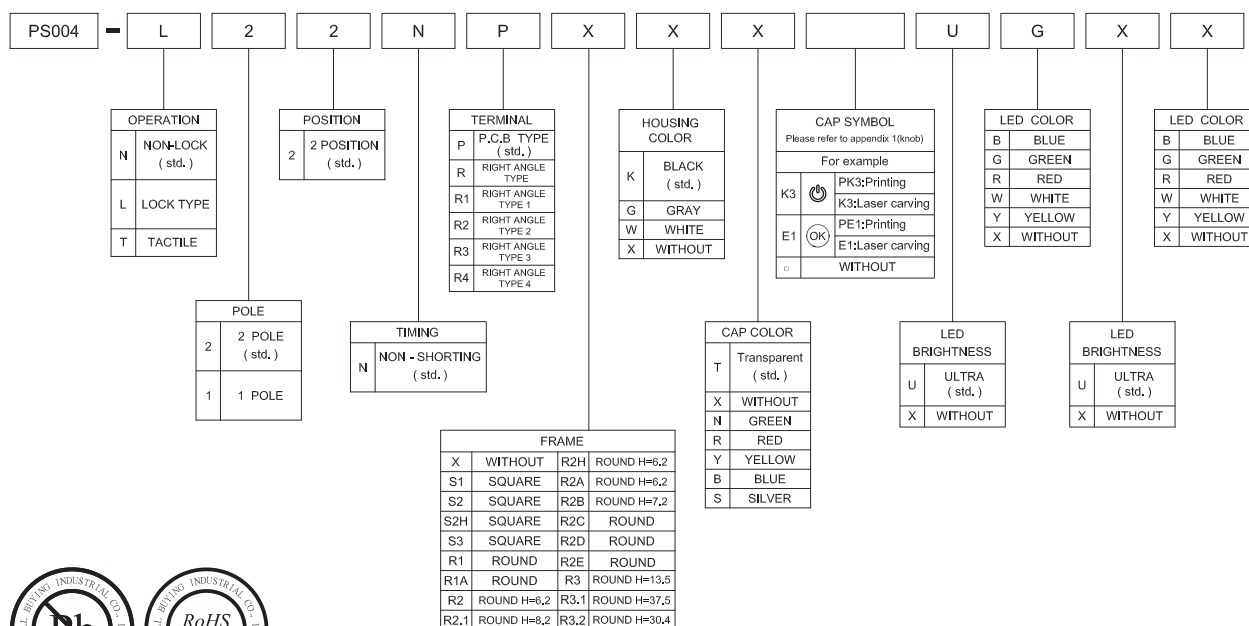 PS004 - L 2 2 N P X X X U G X X
OPERATION
N NON-LOCK ( std. )
L LOCK TYPE
T TACTILE
POSITION
2 2 POSITION ( std. )
TERMINAL
P P.C.B TYPE ( std. )
R RIGHT ANGLE TYPE
R1 RIGHT ANGLE TYPE 1
R2 RIGHT ANGLE TYPE 2
R3 RIGHT ANGLE TYPE 3
R4 RIGHT ANGLE TYPE 4
HOUSING COLOR
K BLACK ( std. )
G GRAY
W WHITE
X WITHOUT
CAP SYMBOL
Please refer to appendix 1(knob)
For example
K3 PK3:Printing
K3:Laser carving
E1 OK PE1:Printing
E1:Laser carving
□ WITHOUT
LED COLOR
B BLUE
G GREEN
R RED
W WHITE
Y YELLOW
X WITHOUT
LED COLOR
B BLUE
G GREEN
R RED
W WHITE
Y YELLOW
X WITHOUT
POLE
2 2 POLE ( std. )
1 1 POLE
TIMING
N NON - SHORTING ( std. )
CAP COLOR
T Transparent ( std. )
X WITHOUT
N GREEN
R RED
Y YELLOW
B BLUE
S SILVER
LED BRIGHTNESS
U ULTRA ( std. )
X WITHOUT
LED BRIGHTNESS
U ULTRA ( std. )
X WITHOUT
FRAME
X WITHOUT R2H ROUND H=6.2
S1 SQUARE R2A ROUND H=6.2
S2 SQUARE R2B ROUND H=7.2
S2H SQUARE R2C ROUND
S3 SQUARE R2D ROUND
R1 ROUND R2E ROUND
R1A ROUND R3 ROUND H=13.5
R2 ROUND H=6.2 R3.1 ROUND H=37.5
R2.1 ROUND H=8.2 R3.2 ROUND H=30.4
BUYING INDUSTRIAL CO.,
Pb
BUYING INDUSTRIAL CO.,
RoHS